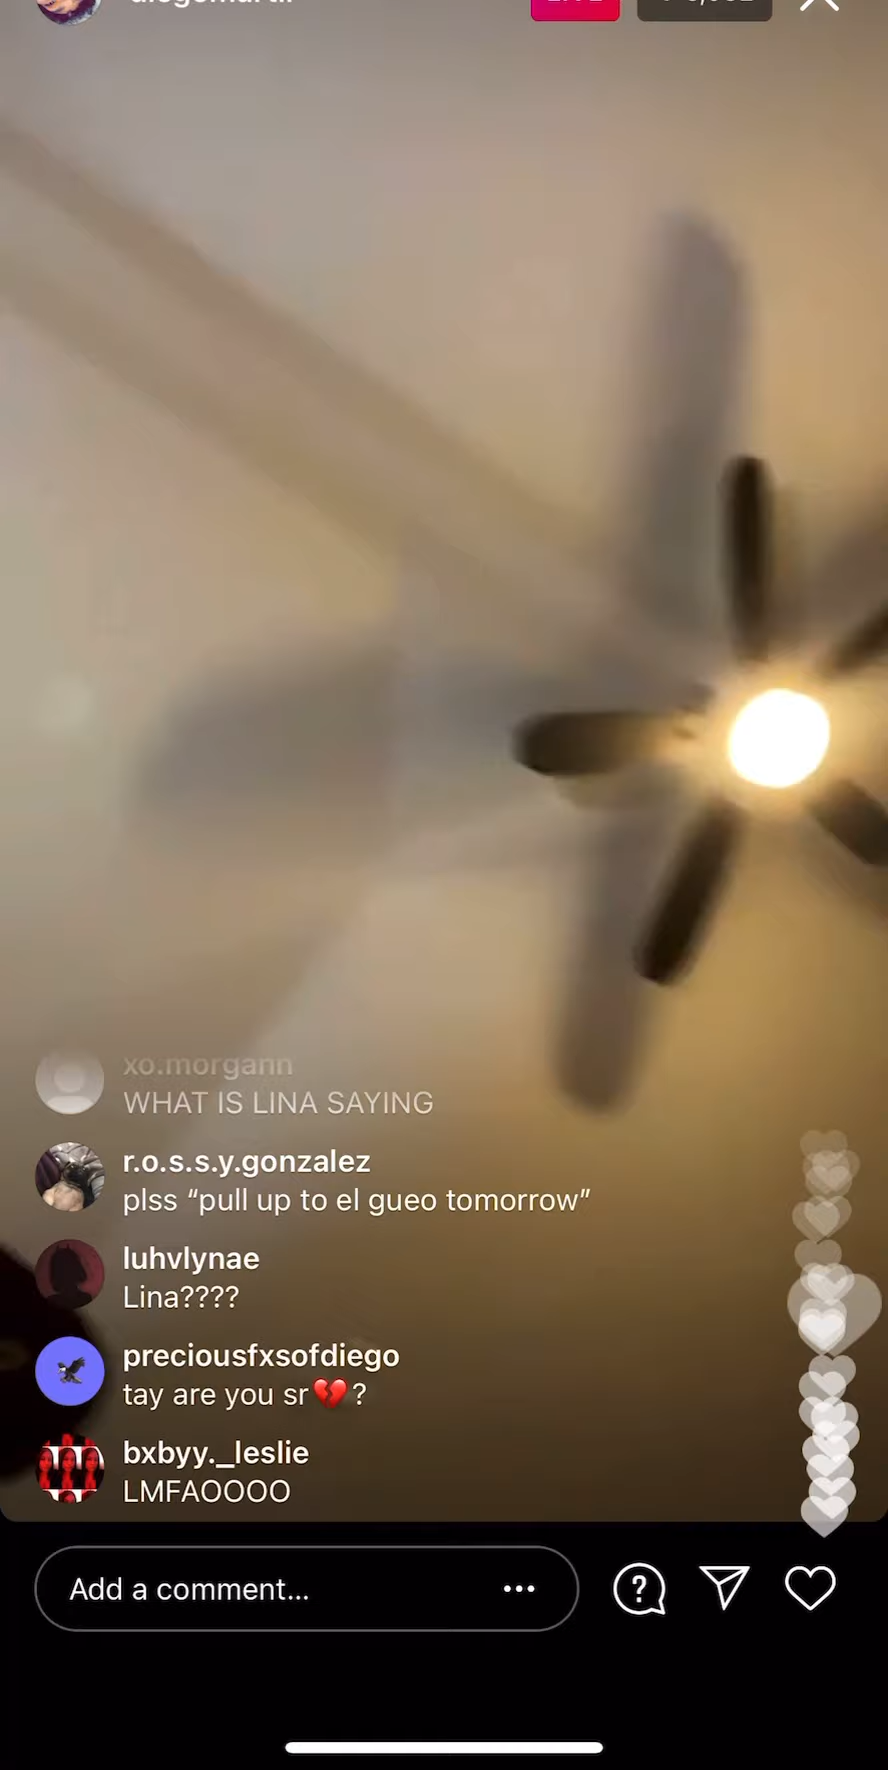 xo.morgann
WHAT IS LINA SAYING
r.o.s.s.y.gonzalez
plss “pull up to el gueo tomorrow”
luhvlynae
Lina????
preciousfxsofdiego
tay are you sr💔?
bxbyy._leslie
LMFAOOOO
Add a comment...